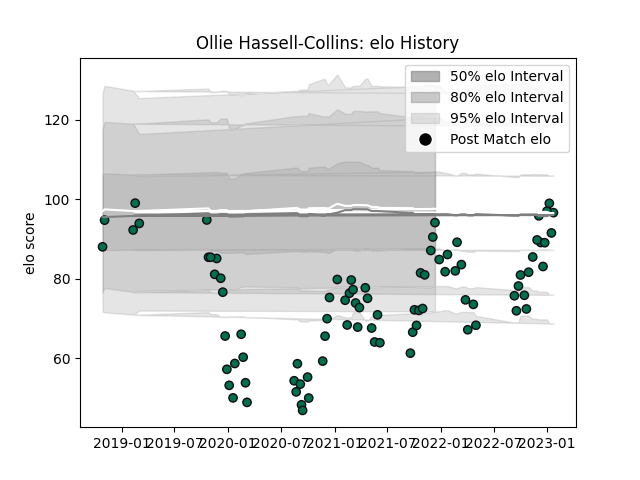 Ollie Hassell-Collins: elo History
50% elo Interval
80% elo Interval
95% elo Interval
Post Match elo
elo score
120
100
80
60
2019-01 2019-07 2020-01 2020-07 2021-01 2021-07 2022-01 2022-07 2023-01